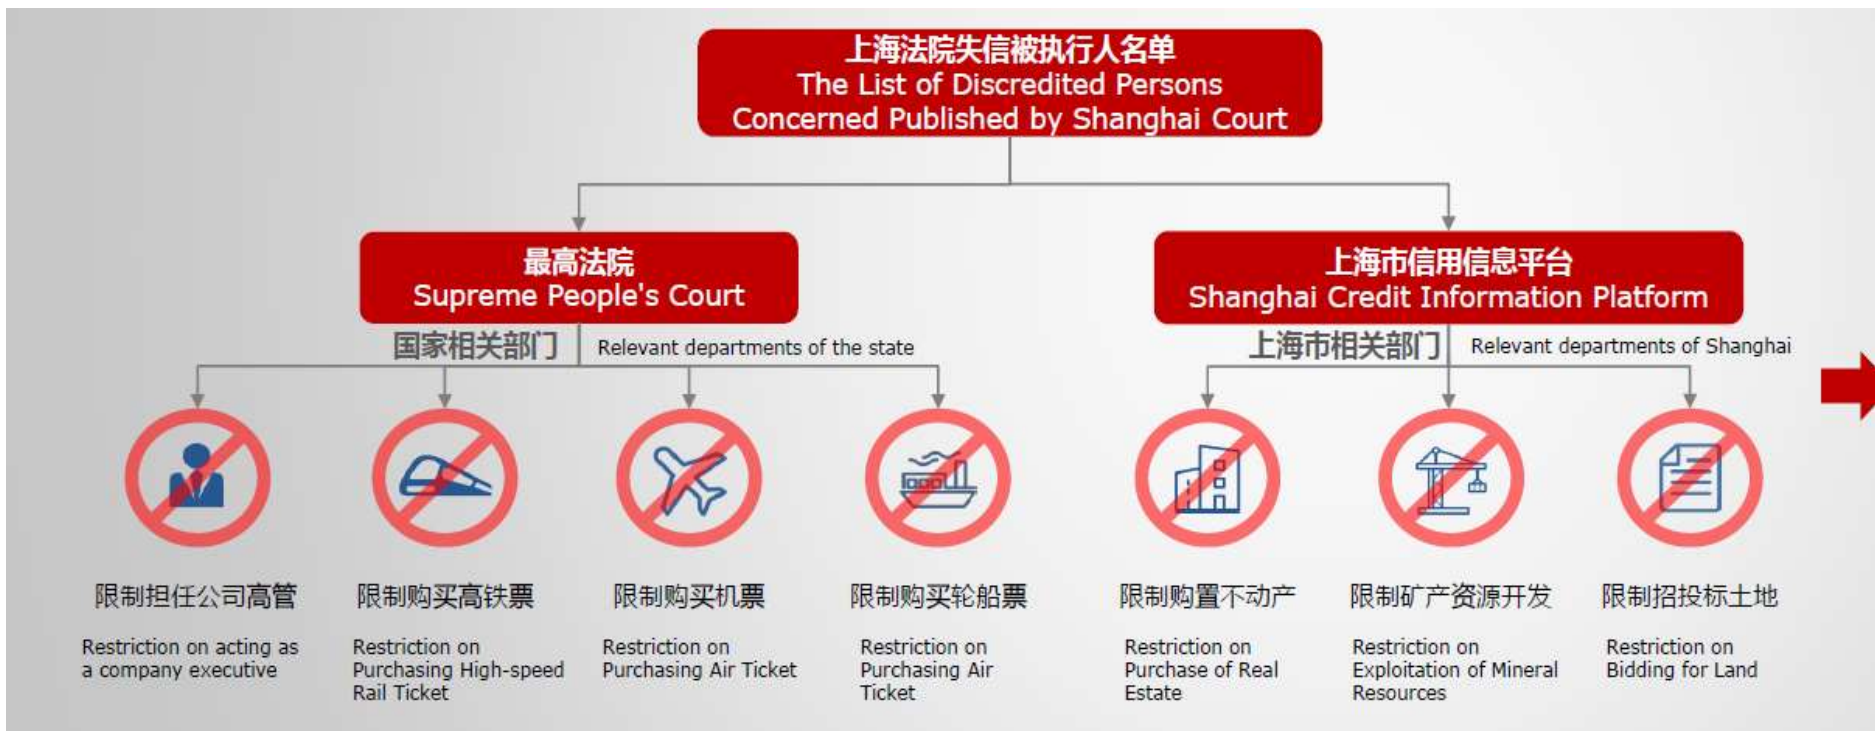 上海法院失信被执行人名单
The List of Discredited Persons
Concerned Published by Shanghai Court
最高法院
Supreme People's Court
上海市信用信息平台
Shanghai Credit Information Platform
国家相关部门
Relevant departments of the state
上海市相关部门
Relevant departments of Shanghai
限制担任公司高管
Restriction on acting as
a company executive
限制购买高铁票
Restriction on
Purchasing High-speed
Rail Ticket
限制购买机票
Restriction on
Purchasing Air Ticket
限制购买轮船票
Restriction on
Purchasing Air
Ticket
限制购置不动产
Restriction on
Purchase of Real
Estate
限制矿产资源开发
Restriction on
Exploitation of Mineral
Resources
限制招投标土地
Restriction on
Bidding for Land